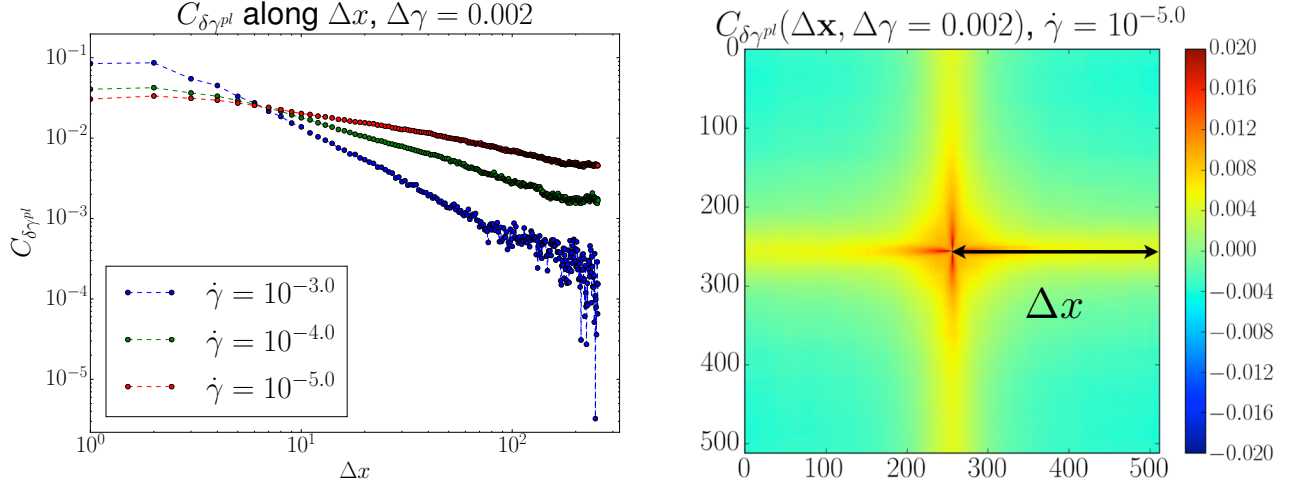 C_{δγ^{pl}} along Δx, Δγ = 0.002
C_{δγ^{pl}}
10^{-1}
10^{-2}
10^{-3}
10^{-4}
10^{-5}
γ̇ = 10^{-3.0}
γ̇ = 10^{-4.0}
γ̇ = 10^{-5.0}
10^{0} 10^{1} 10^{2}
Δx
C_{δγ^{pl}}(Δ𝐱, Δγ = 0.002), γ̇ = 10^{-5.0}
0
100
200
300
400
500
0 100 200 300 400 500
Δx
0.020
0.016
0.012
0.008
0.004
0.000
−0.004
−0.008
−0.012
−0.016
−0.020